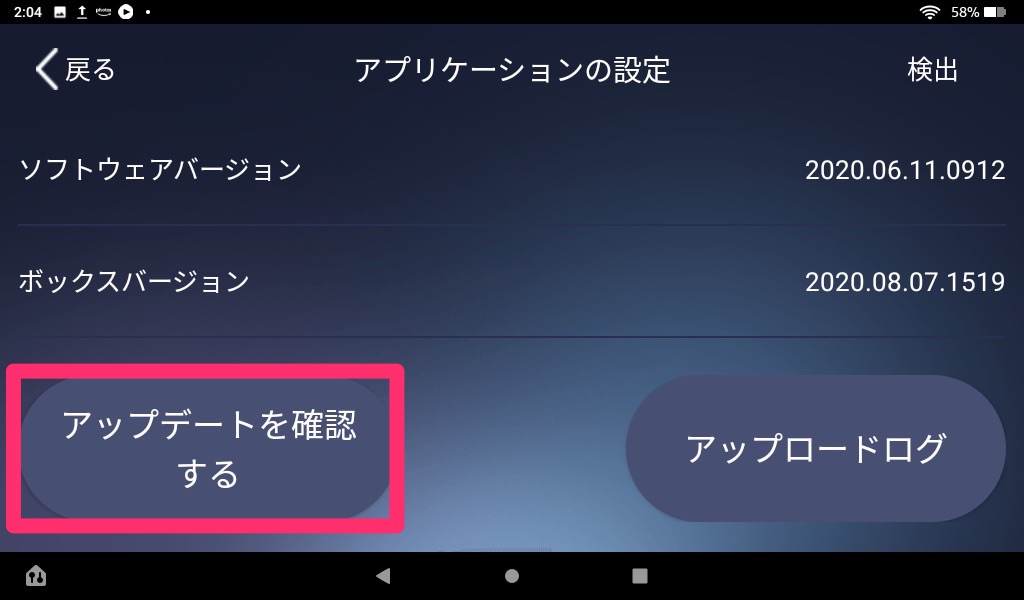 2:04
photos
58%
戻る
アプリケーションの設定
検出
ソフトウェアバージョン
2020.06.11.0912
ボックスバージョン
2020.08.07.1519
アップデートを確認
する
アップロードログ